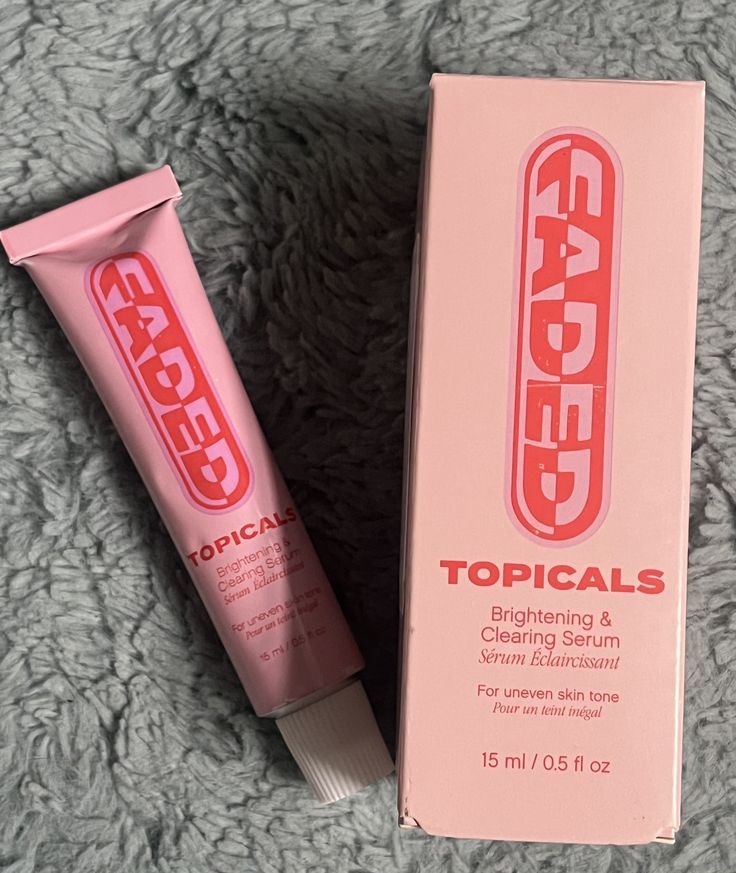 FADED
TOPICALS
Brightening &
Clearing Serum
Sérum Éclaircissant
For uneven skin tone
Pour un teint inégal
15 ml / 0.5 fl oz
FADED
TOPICALS
Brightening &
Clearing Serum
Sérum Éclaircissant
For uneven skin tone
Pour un teint inégal
15 ml / 0.5 fl oz